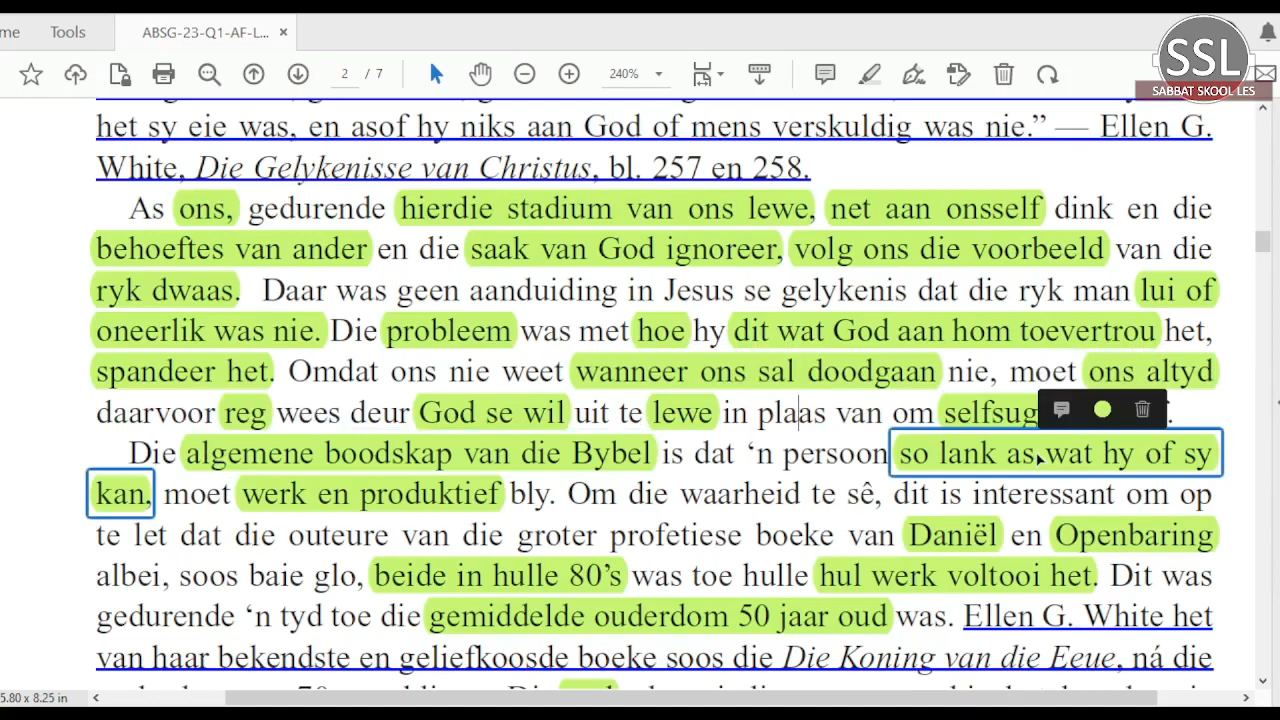 me Tools ABSG-23-Q1-AF-L... ×
SSL
SABBAT SKOOL LES
2 / 7 240%
het sy eie was, en asof hy niks aan God of mens verskuldig was nie.” — Ellen G.
White, Die Gelykenisse van Christus, bl. 257 en 258.
As ons, gedurende hierdie stadium van ons lewe, net aan onsself dink en die
behoeftes van ander en die saak van God ignoreer, volg ons die voorbeeld van die
ryk dwaas. Daar was geen aanduiding in Jesus se gelykenis dat die ryk man lui of
oneerlik was nie. Die probleem was met hoe hy dit wat God aan hom toevertrou het,
spandeer het. Omdat ons nie weet wanneer ons sal doodgaan nie, moet ons altyd
daarvoor reg wees deur God se wil uit te lewe in plaas van om selfsug
Die algemene boodskap van die Bybel is dat ‘n persoon so lank as wat hy of sy
kan, moet werk en produktief bly. Om die waarheid te sê, dit is interessant om op
te let dat die outeure van die groter profetiese boeke van Daniël en Openbaring
albei, soos baie glo, beide in hulle 80’s was toe hulle hul werk voltooi het. Dit was
gedurende ‘n tyd toe die gemiddelde ouderdom 50 jaar oud was. Ellen G. White het
van haar bekendste en geliefkoosde boeke soos die Die Koning van die Eeue, ná die
5.80 x 8.25 in